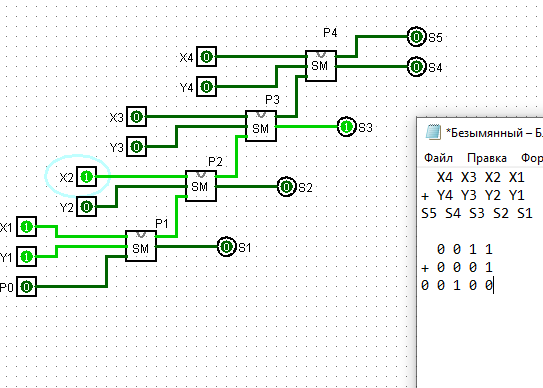 P4
X4 0
SM
0 S5
Y4 0
0 S4
X3 0
P3
SM
1 S3
Y3 0
X2 1
P2
SM
0 S2
Y2 0
X1 1
P1
SM
0 S1
Y1 1
P0 0
*Безымянный – Б
Файл Правка Фор
X4 X3 X2 X1
+ Y4 Y3 Y2 Y1
S5 S4 S3 S2 S1
0 0 1 1
+ 0 0 0 1
0 0 1 0 0